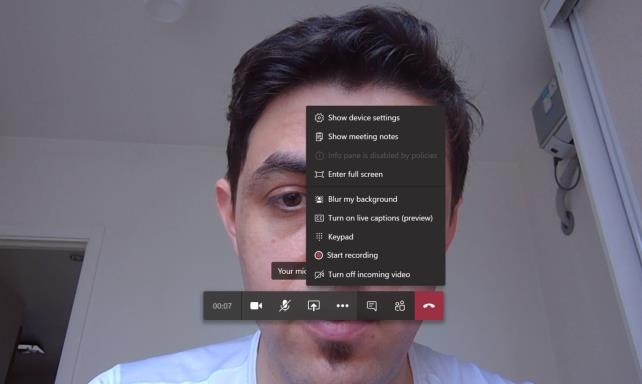 Show device settings
Show meeting notes
Info pane is disabled by policies
Enter full screen
Blur my background
Turn on live captions (preview)
Keypad
Start recording
Turn off incoming video
Your
00:07